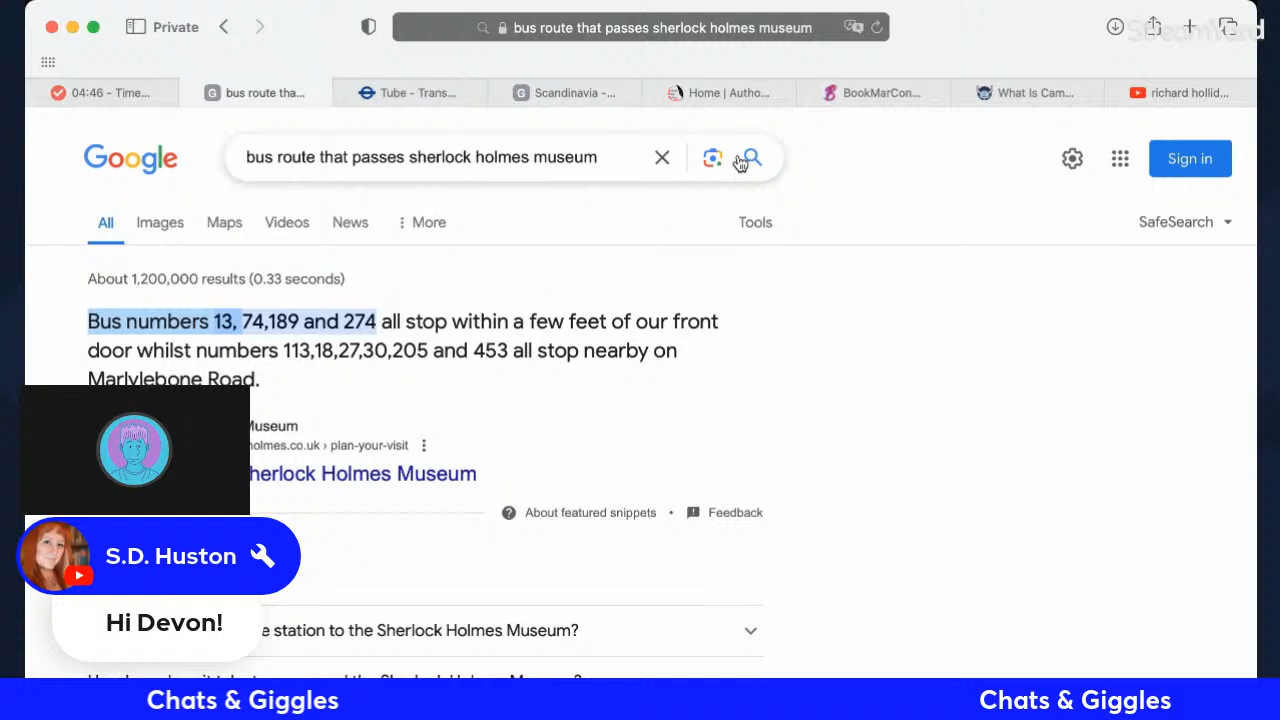 Private
bus route that passes sherlock holmes museum
StreamYard
04:46 - Time...
bus route tha...
Tube - Trans...
Scandinavia -...
Home | Autho...
BookMarCon...
What Is Cam...
richard hollid...
Google
bus route that passes sherlock holmes museum
Sign in
All
Images
Maps
Videos
News
More
Tools
SafeSearch
About 1,200,000 results (0.33 seconds)
Bus numbers 13, 74,189 and 274 all stop within a few feet of our front
door whilst numbers 113,18,27,30,205 and 453 all stop nearby on
Marlylebone Road.
Museum
holmes.co.uk › plan-your-visit
Sherlock Holmes Museum
About featured snippets
•
Feedback
S.D. Huston
Hi Devon!
e station to the Sherlock Holmes Museum?
Chats & Giggles
Chats & Giggles